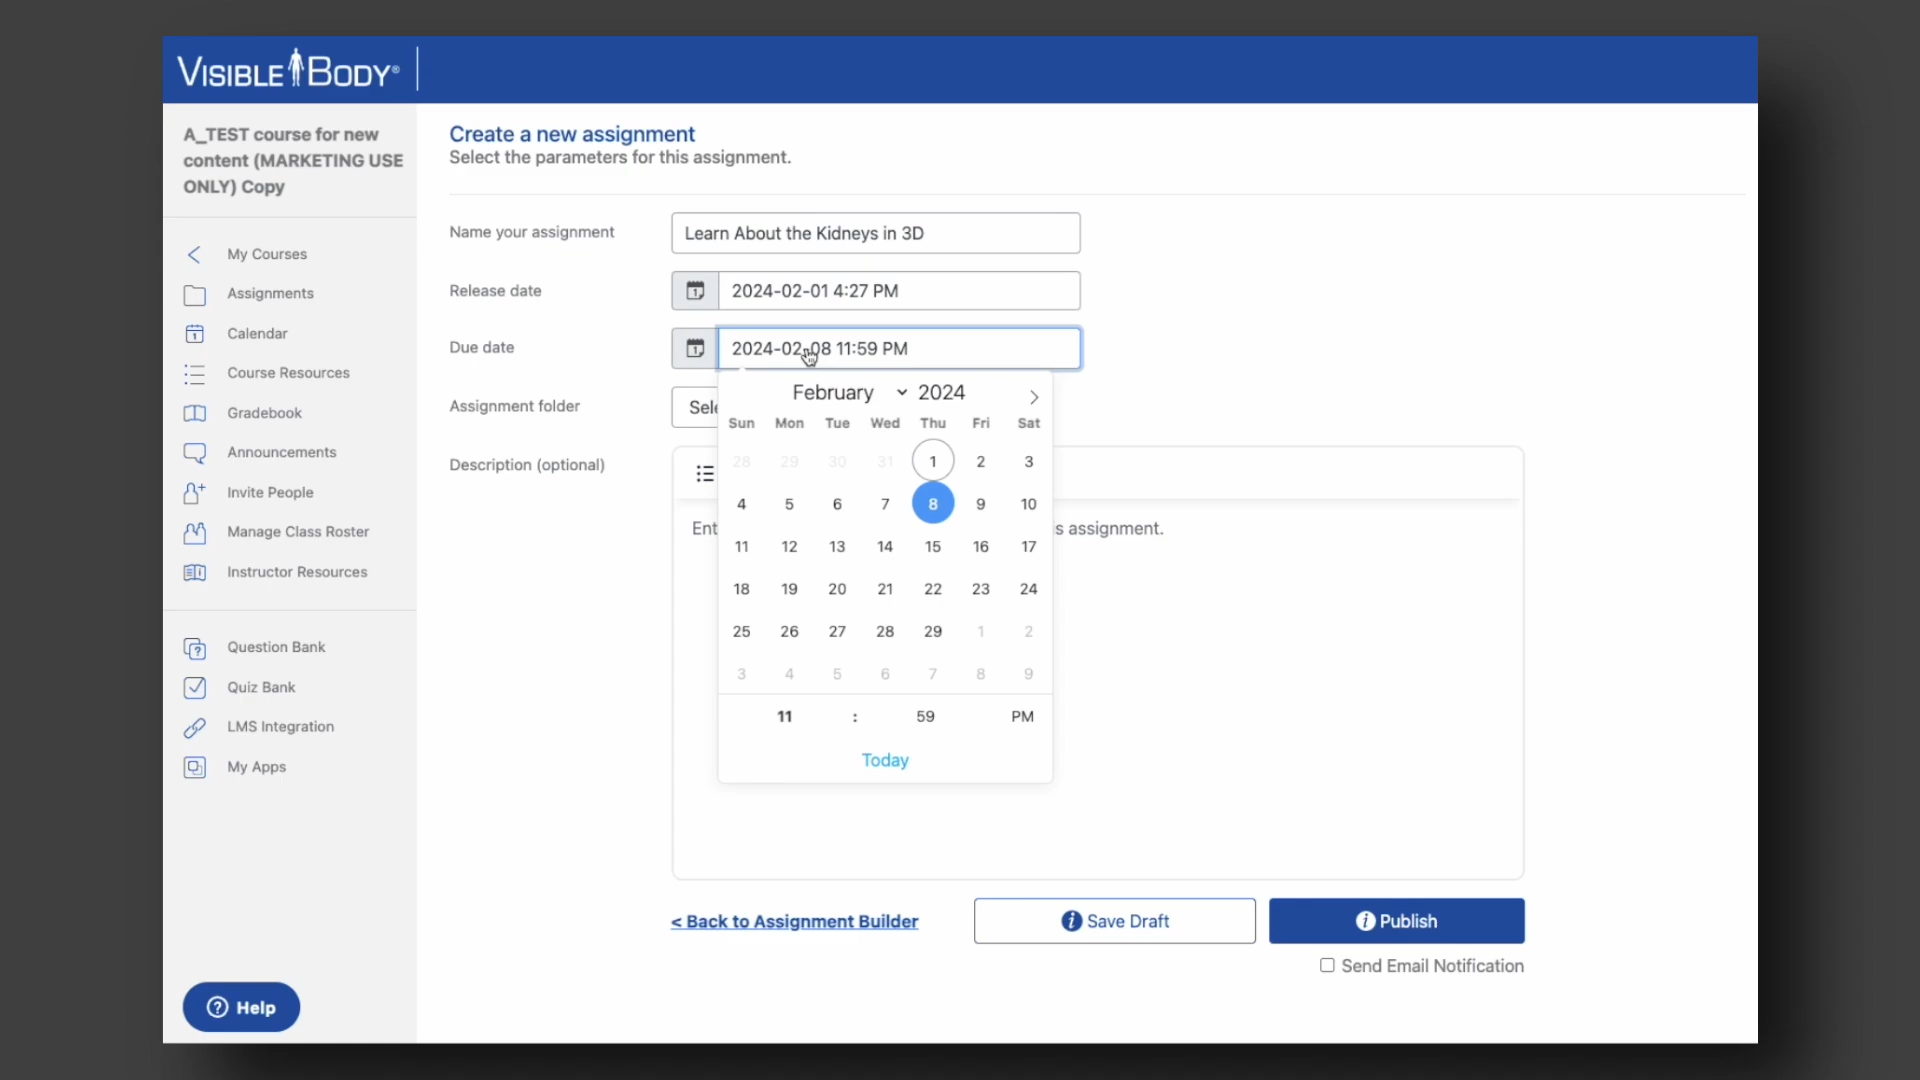 VISIBLE BODY®
A_TEST course for new
content (MARKETING USE
ONLY) Copy
My Courses
Assignments
Calendar
Course Resources
Gradebook
Announcements
Invite People
Manage Class Roster
Instructor Resources
Question Bank
Quiz Bank
LMS Integration
My Apps
Help
Create a new assignment
Select the parameters for this assignment.
Name your assignment
Learn About the Kidneys in 3D
Release date
2024-02-01 4:27 PM
Due date
2024-02-08 11:59 PM
Assignment folder
Sele
Description (optional)
Ent
s assignment.
February 2024
Sun Mon Tue Wed Thu Fri Sat
28 29 30 31 1 2 3
4 5 6 7 8 9 10
11 12 13 14 15 16 17
18 19 20 21 22 23 24
25 26 27 28 29 1 2
3 4 5 6 7 8 9
11 : 59 PM
Today
< Back to Assignment Builder
Save Draft
Publish
Send Email Notification